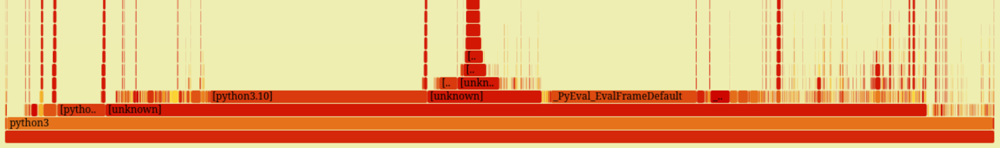 [..
[..
[.. [unkn..
[python3.10] [unknown] _PyEval_EvalFrameDefault _..
[pytho.. [unknown]
python3